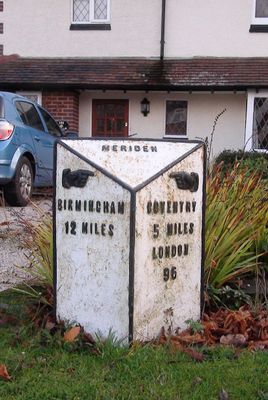 MERIDEN
BIRMINGHAM
12 MILES
COVENTRY
5 MILES
LONDON
96